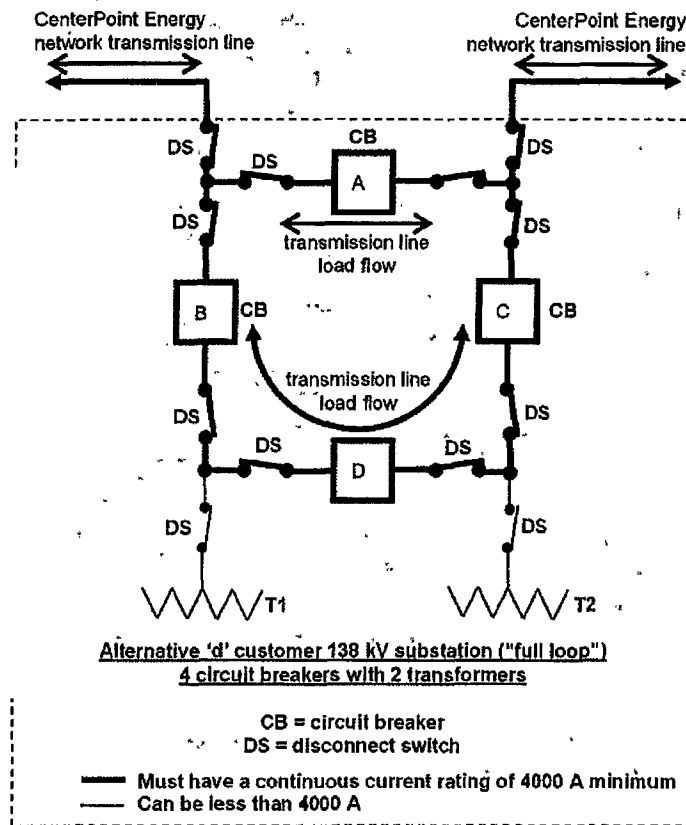 CenterPoint Energy
network transmission line
CenterPoint Energy
network transmission line
DS
DS
CB
A
DS
DS
transmission line
load flow
B
CB
C
CB
transmission line
load flow
DS
DS
DS
D
DS
DS
DS
T1
T2
Alternative 'd' customer 138 kV substation ("full loop")
4 circuit breakers with 2 transformers
CB = circuit breaker
DS = disconnect switch
Must have a continuous current rating of 4000 A minimum
Can be less than 4000 A